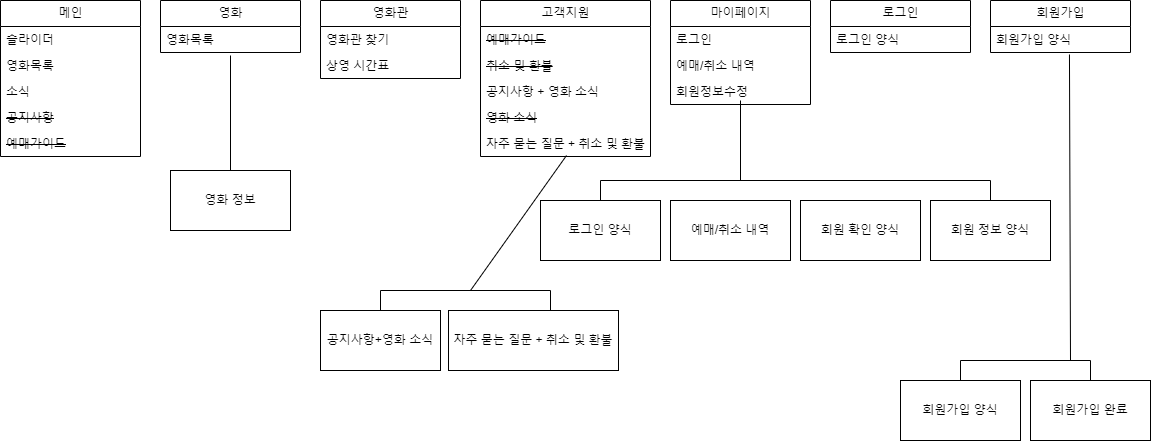 메인
슬라이더
영화목록
소식
공지사항
예매가이드
영화
영화목록
영화 정보
영화관
영화관 찾기
상영 시간표
고객지원
예매가이드
취소 및 환불
공지사항 + 영화 소식
영화 소식
자주 묻는 질문 + 취소 및 환불
공지사항+영화 소식
자주 묻는 질문 + 취소 및 환불
마이페이지
로그인
예매/취소 내역
회원정보수정
로그인 양식
예매/취소 내역
회원 확인 양식
회원 정보 양식
로그인
로그인 양식
회원가입
회원가입 양식
회원가입 양식
회원가입 완료